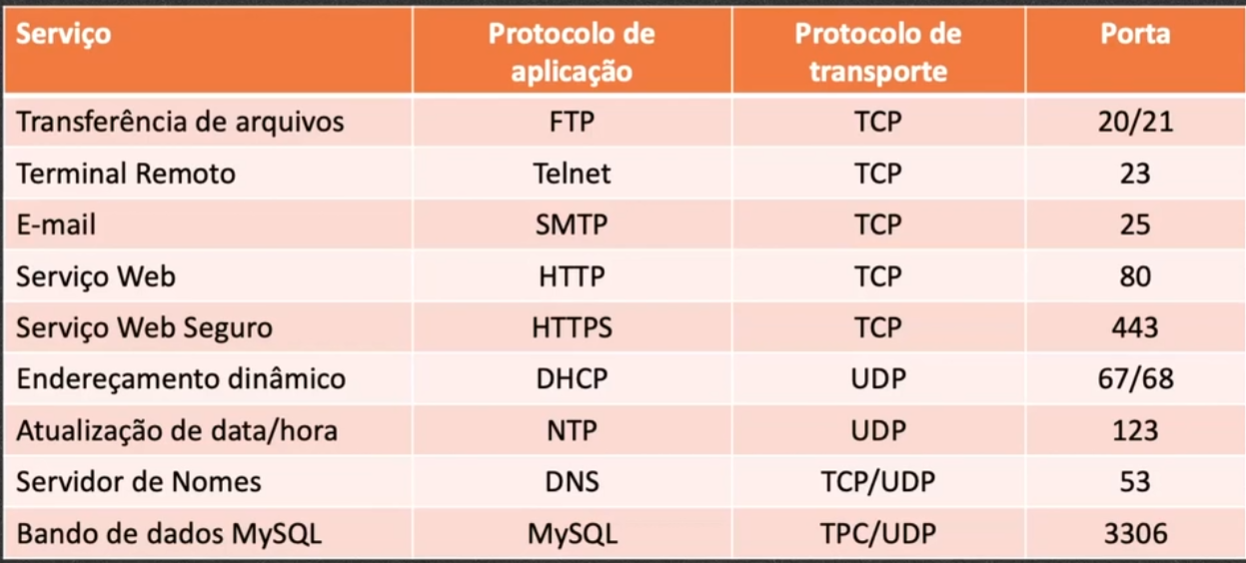 Serviço Protocolo de aplicação Protocolo de transporte Porta
Transferência de arquivos FTP TCP 20/21
Terminal Remoto Telnet TCP 23
E-mail SMTP TCP 25
Serviço Web HTTP TCP 80
Serviço Web Seguro HTTPS TCP 443
Endereçamento dinâmico DHCP UDP 67/68
Atualização de data/hora NTP UDP 123
Servidor de Nomes DNS TCP/UDP 53
Bando de dados MySQL MySQL TPC/UDP 3306